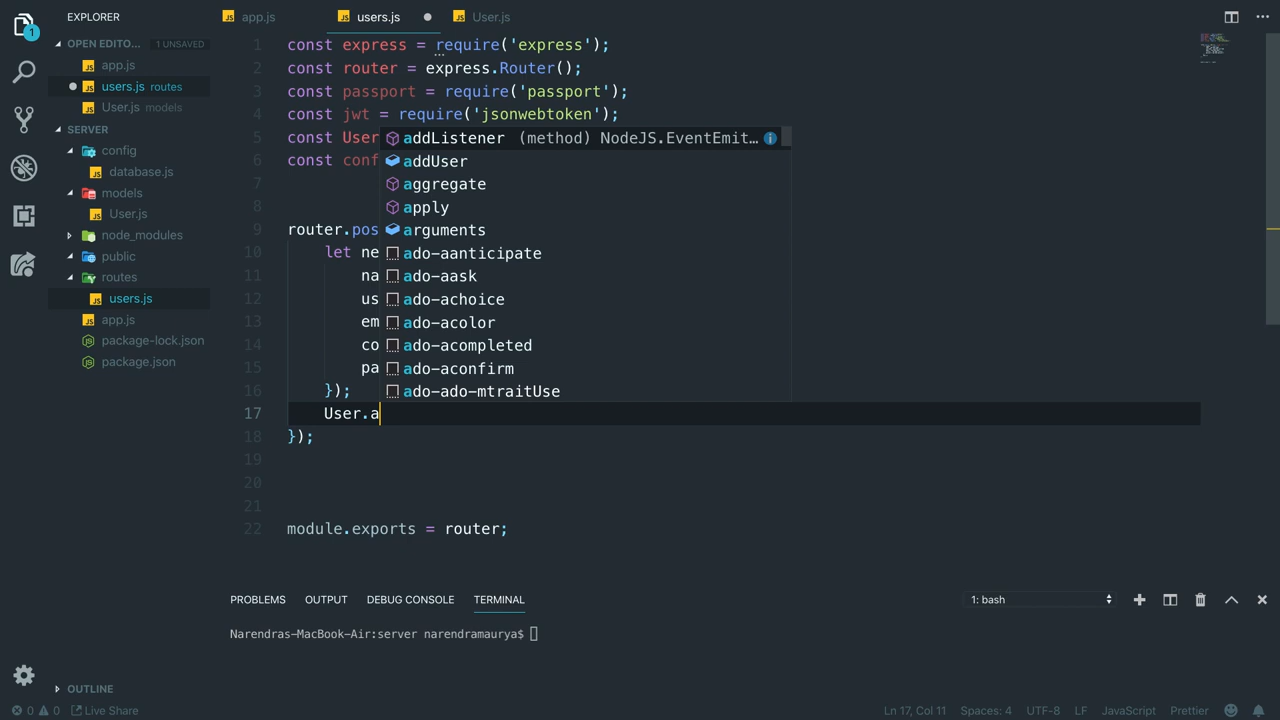 EXPLORER
app.js
users.js
User.js
OPEN EDITO...
1 UNSAVED
app.js
users.js routes
User.js models
SERVER
config
database.js
models
User.js
node_modules
public
routes
users.js
app.js
package-lock.json
package.json
OUTLINE
1 const express = require('express');
2 const router = express.Router();
3 const passport = require('passport');
4 const jwt = require('jsonwebtoken');
5 const User
6 const conf
7
8
9 router.pos
10 let ne
11 na
12 us
13 em
14 co
15 pa
16 });
17 User.a
18 });
19
20
21
22 module.exports = router;
addListener (method) NodeJS.EventEmit...
addUser
aggregate
apply
arguments
ado-aanticipate
ado-aask
ado-achoice
ado-acolor
ado-acompleted
ado-aconfirm
ado-ado-mtraitUse
PROBLEMS OUTPUT DEBUG CONSOLE TERMINAL
1: bash
Narendras-MacBook-Air:server narendramaurya$
0 0 Live Share
Ln 17, Col 11 Spaces: 4 UTF-8 LF JavaScript Prettier
1